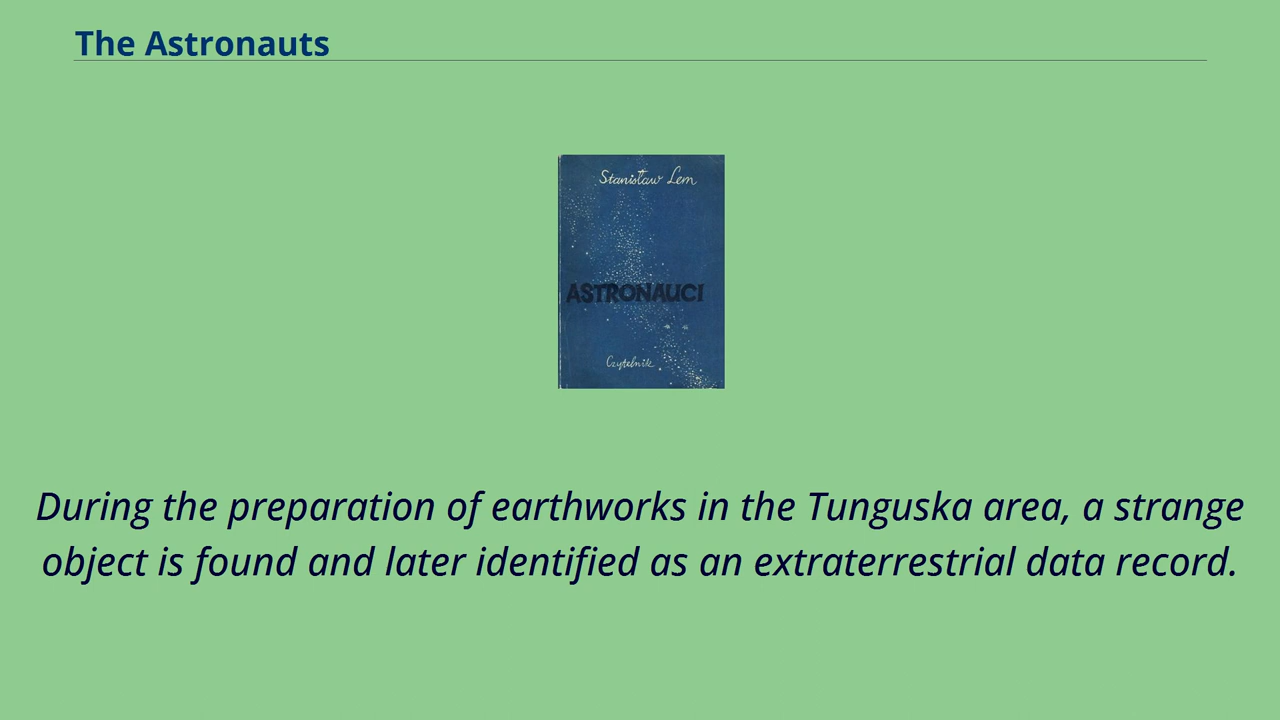 The Astronauts
Stanisław Lem
ASTRONAUCI
Czytelnik
During the preparation of earthworks in the Tunguska area, a strange
object is found and later identified as an extraterrestrial data record.